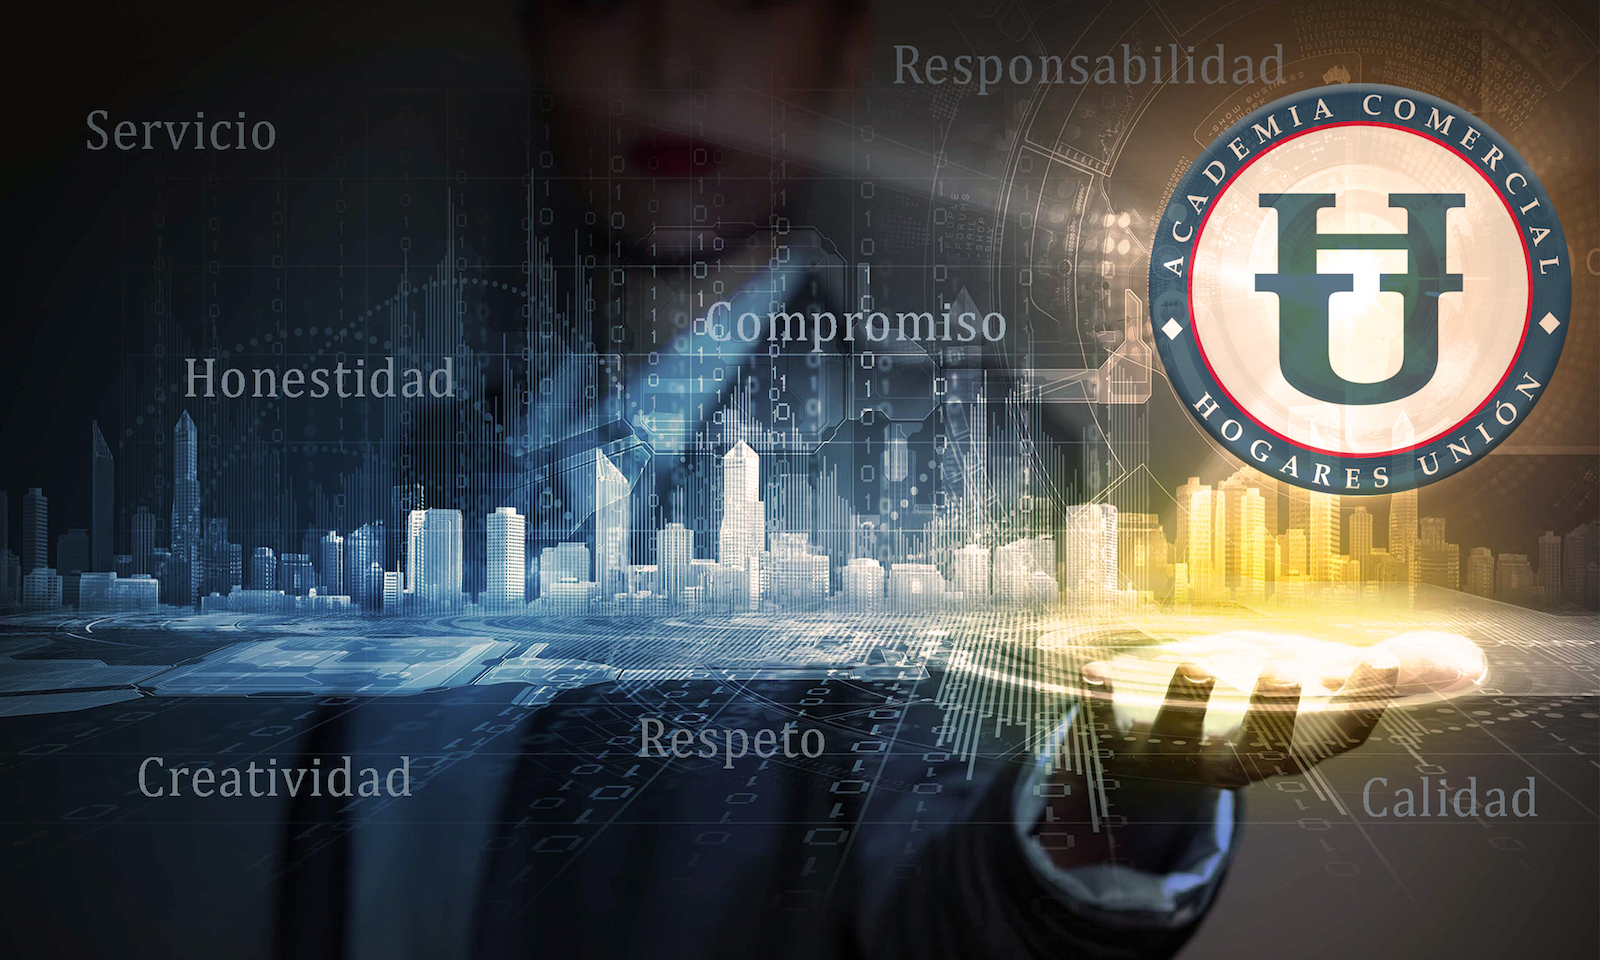 Responsabilidad
Servicio
ACADEMIA COMERCIAL
HU
HOGARES UNIÓN
Compromiso
Honestidad
Respeto
Creatividad
Calidad